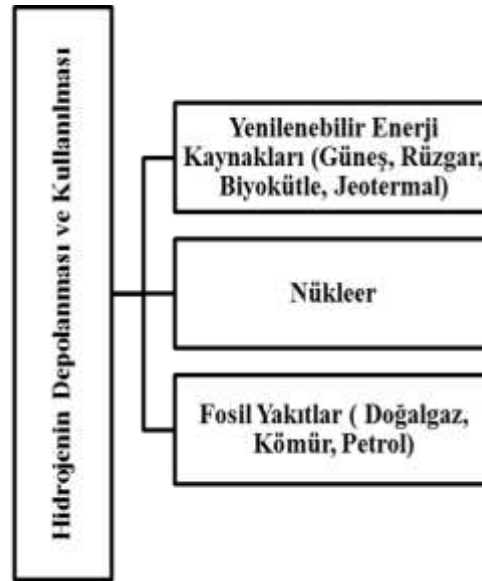 Hidrojenin Depolanması ve Kullanılması
Yenilenebilir Enerji
Kaynakları (Güneş, Rüzgar,
Biyokütle, Jeotermal)
Nükleer
Fosil Yakıtlar ( Doğalgaz,
Kömür, Petrol)